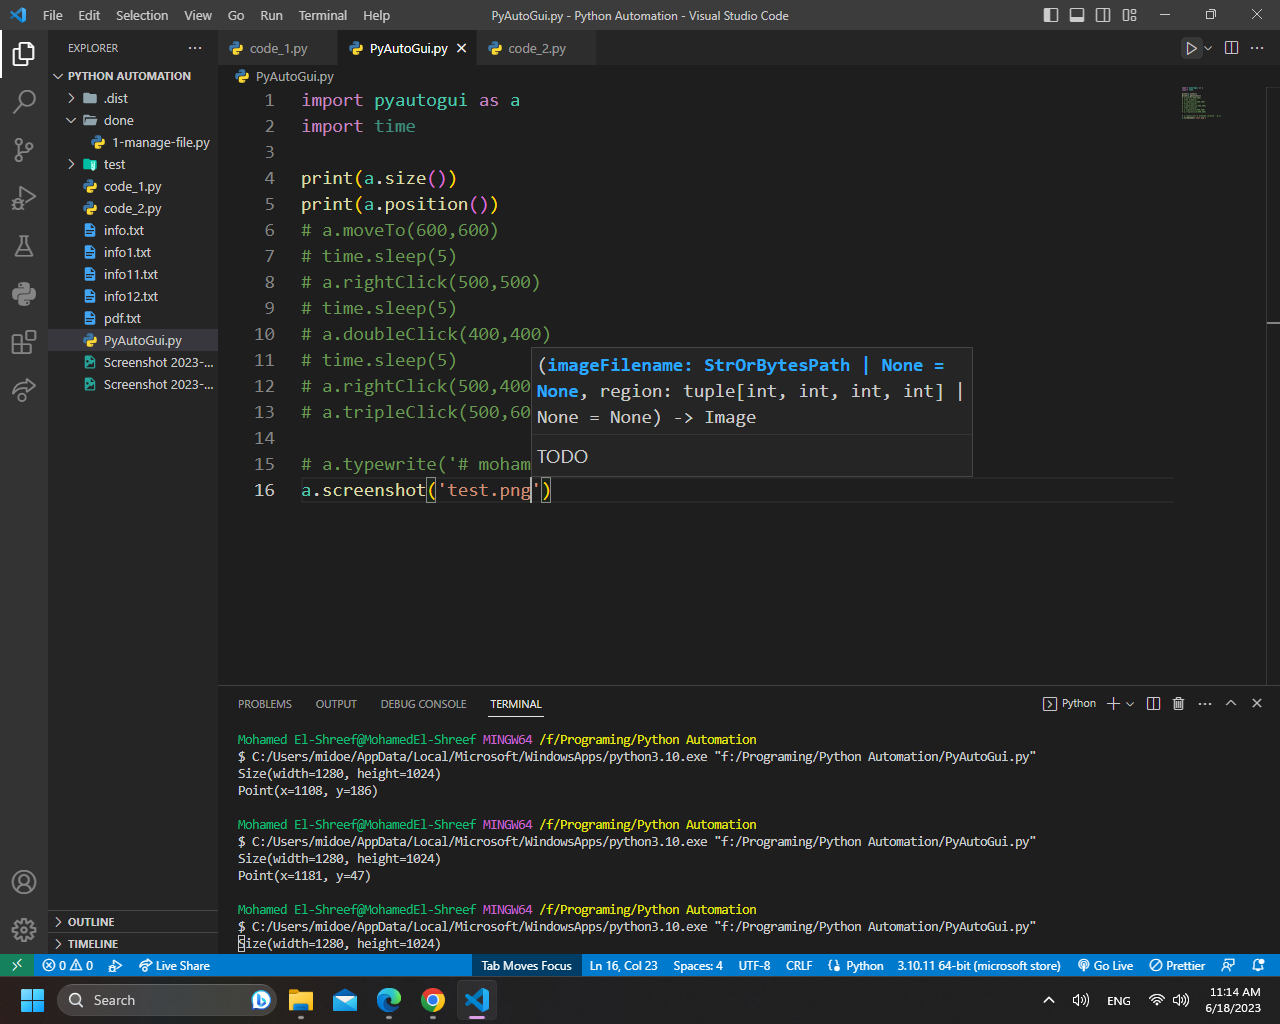 File Edit Selection View Go Run Terminal Help PyAutoGui.py - Python Automation - Visual Studio Code
EXPLORER
PYTHON AUTOMATION
.dist
done
1-manage-file.py
test
code_1.py
code_2.py
info.txt
info1.txt
info11.txt
info12.txt
pdf.txt
PyAutoGui.py
Screenshot 2023-...
Screenshot 2023-...
OUTLINE
TIMELINE
code_1.py PyAutoGui.py code_2.py
PyAutoGui.py
1 import pyautogui as a
2 import time
3
4 print(a.size())
5 print(a.position())
6 # a.moveTo(600,600)
7 # time.sleep(5)
8 # a.rightClick(500,500)
9 # time.sleep(5)
10 # a.doubleClick(400,400)
11 # time.sleep(5)
12 # a.rightClick(500,400
13 # a.tripleClick(500,60
14
15 # a.typewrite('# moham
16 a.screenshot('test.png')
(imageFilename: StrOrBytesPath | None =
None, region: tuple[int, int, int, int] |
None = None) -> Image
TODO
PROBLEMS OUTPUT DEBUG CONSOLE TERMINAL Python
Mohamed El-Shreef@MohamedEl-Shreef MINGW64 /f/Programing/Python Automation
$ C:/Users/midoe/AppData/Local/Microsoft/WindowsApps/python3.10.exe "f:/Programing/Python Automation/PyAutoGui.py"
Size(width=1280, height=1024)
Point(x=1108, y=186)
Mohamed El-Shreef@MohamedEl-Shreef MINGW64 /f/Programing/Python Automation
$ C:/Users/midoe/AppData/Local/Microsoft/WindowsApps/python3.10.exe "f:/Programing/Python Automation/PyAutoGui.py"
Size(width=1280, height=1024)
Point(x=1181, y=47)
Mohamed El-Shreef@MohamedEl-Shreef MINGW64 /f/Programing/Python Automation
$ C:/Users/midoe/AppData/Local/Microsoft/WindowsApps/python3.10.exe "f:/Programing/Python Automation/PyAutoGui.py"
Size(width=1280, height=1024)
0 0 Live Share Tab Moves Focus Ln 16, Col 23 Spaces: 4 UTF-8 CRLF Python 3.10.11 64-bit (microsoft store) Go Live Prettier
Search ENG 11:14 AM
6/18/2023